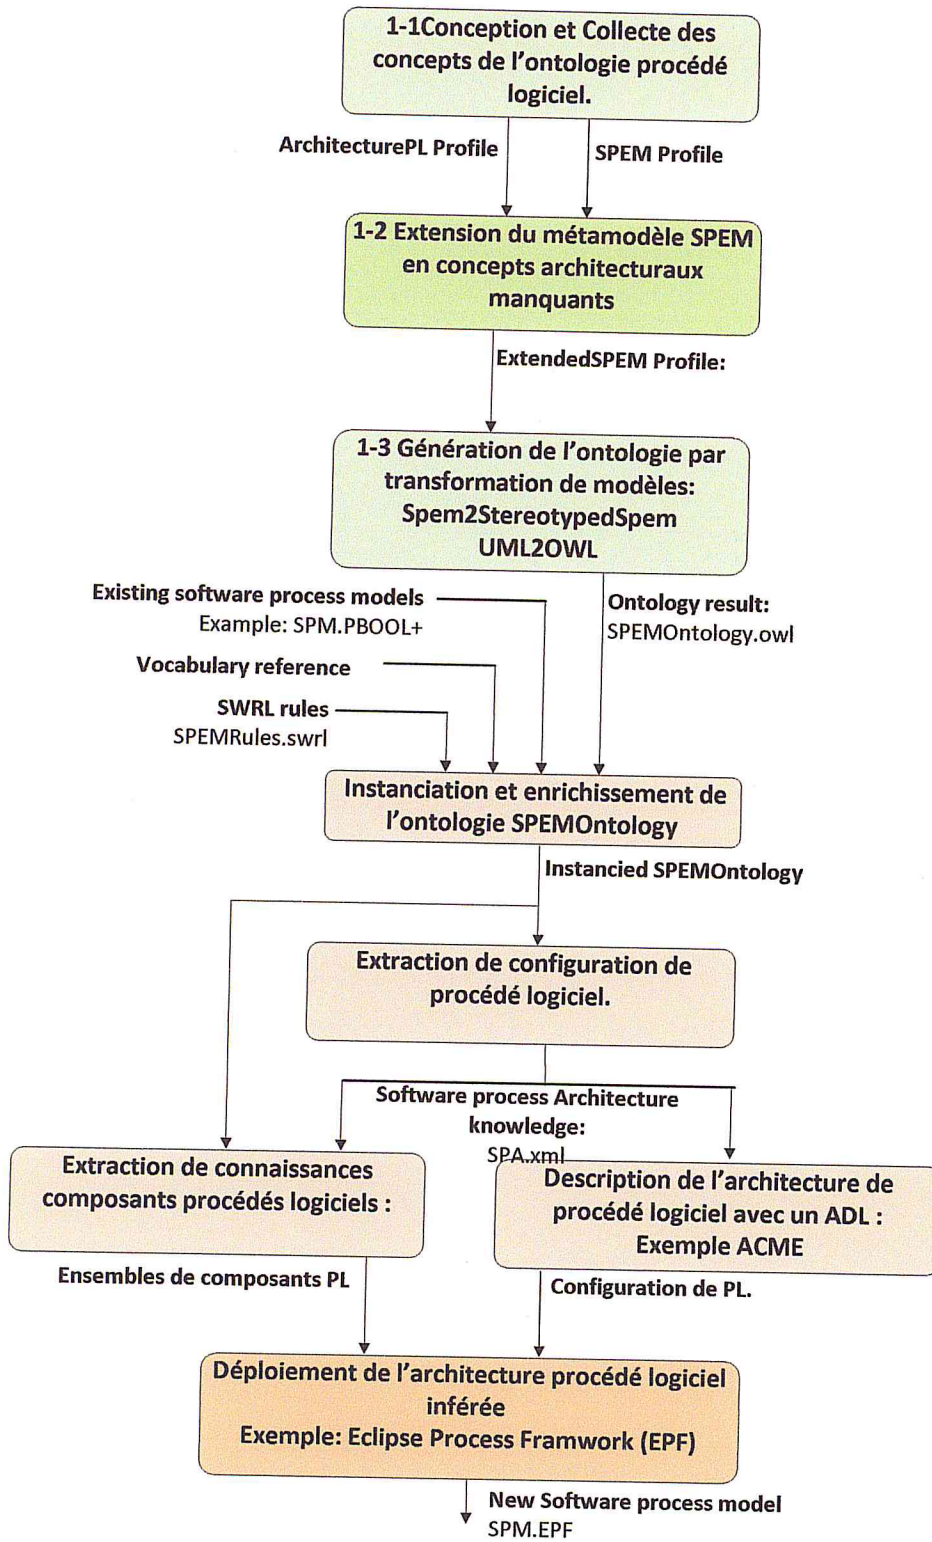 1-1Conception et Collecte des
concepts de l'ontologie procédé
logiciel.
ArchitecturePL Profile
SPEM Profile
1-2 Extension du métamodèle SPEM
en concepts architecturaux
manquants
ExtendedSPEM Profile:
1-3 Génération de l'ontologie par
transformation de modèles:
Spem2StereotypedSpem
UML2OWL
Existing software process models
Example: SPM.PBOOL+
Ontology result:
SPEMOntology.owl
Vocabulary reference
SWRL rules
SPEMRules.swrl
Instanciation et enrichissement de
l'ontologie SPEMOntology
Instancied SPEMOntology
Extraction de configuration de
procédé logiciel.
Software process Architecture
knowledge:
SPA.xml
Extraction de connaissances
composants procédés logiciels :
Description de l'architecture de
procédé logiciel avec un ADL :
Exemple ACME
Ensembles de composants PL
Configuration de PL.
Déploiement de l'architecture procédé logiciel
inférée
Exemple: Eclipse Process Framwork (EPF)
New Software process model
SPM.EPF